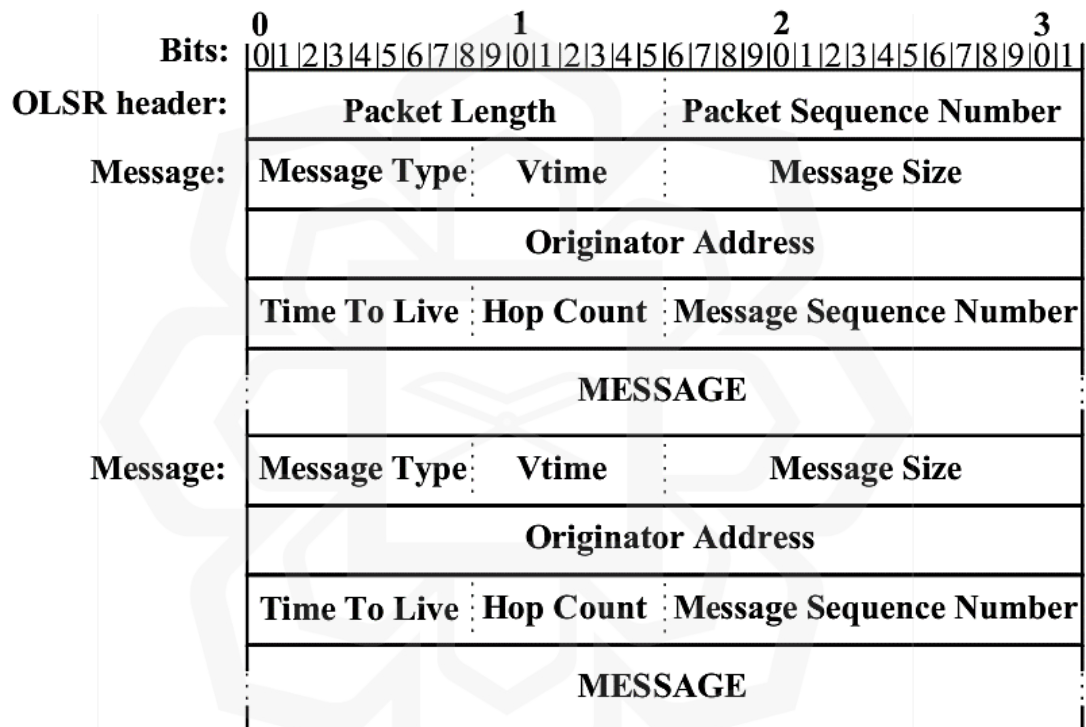 0 1 2 3
Bits: 0|1|2|3|4|5|6|7|8|9|0|1|2|3|4|5|6|7|8|9|0|1|2|3|4|5|6|7|8|9|0|1|
OLSR header: Packet Length Packet Sequence Number
Message: Message Type Vtime Message Size
Originator Address
Time To Live Hop Count Message Sequence Number
MESSAGE
Message: Message Type Vtime Message Size
Originator Address
Time To Live Hop Count Message Sequence Number
MESSAGE